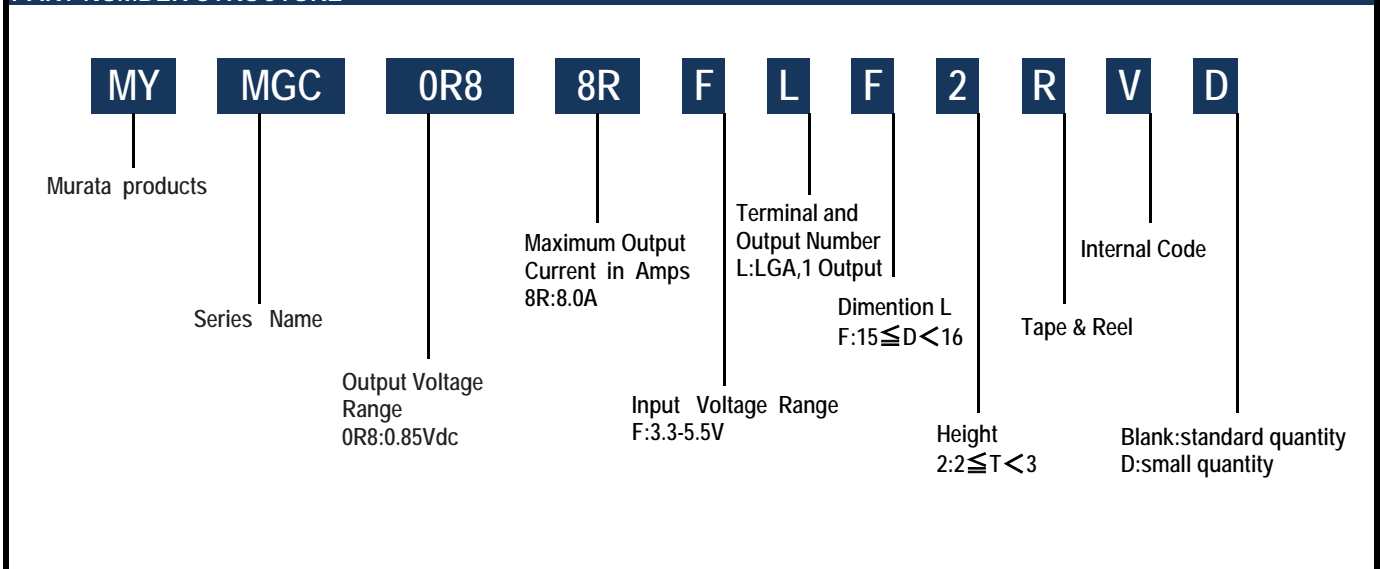 MY MGC 0R8 8R F L F 2 R V D
Murata products
Series Name
Output Voltage
Range
0R8:0.85Vdc
Maximum Output
Current in Amps
8R:8.0A
Input Voltage Range
F:3.3-5.5V
Terminal and
Output Number
L:LGA,1 Output
Dimention L
F:15≦D<16
Height
2:2≦T<3
Tape & Reel
Internal Code
Blank:standard quantity
D:small quantity